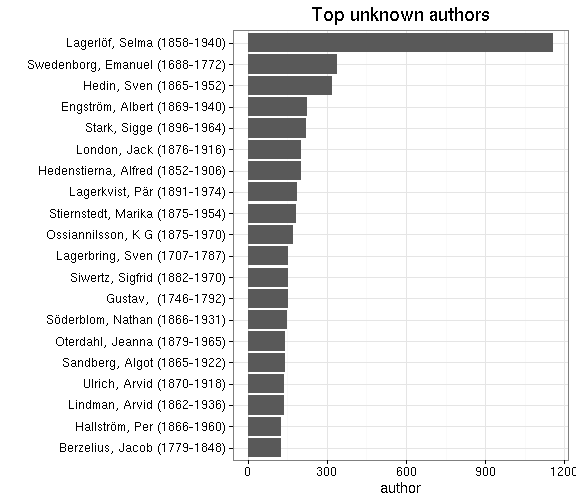 Top unknown authors
Lagerlöf, Selma (1858-1940)
Swedenborg, Emanuel (1688-1772)
Hedin, Sven (1865-1952)
Engström, Albert (1869-1940)
Stark, Sigge (1896-1964)
London, Jack (1876-1916)
Hedenstierna, Alfred (1852-1906)
Lagerkvist, Pär (1891-1974)
Stiernstedt, Marika (1875-1954)
Ossiannilsson, K G (1875-1970)
Lagerbring, Sven (1707-1787)
Siwertz, Sigfrid (1882-1970)
Gustav,  (1746-1792)
Söderblom, Nathan (1866-1931)
Oterdahl, Jeanna (1879-1965)
Sandberg, Algot (1865-1922)
Ulrich, Arvid (1870-1918)
Lindman, Arvid (1862-1936)
Hallström, Per (1866-1960)
Berzelius, Jacob (1779-1848)
0 300 600 900 1200
author